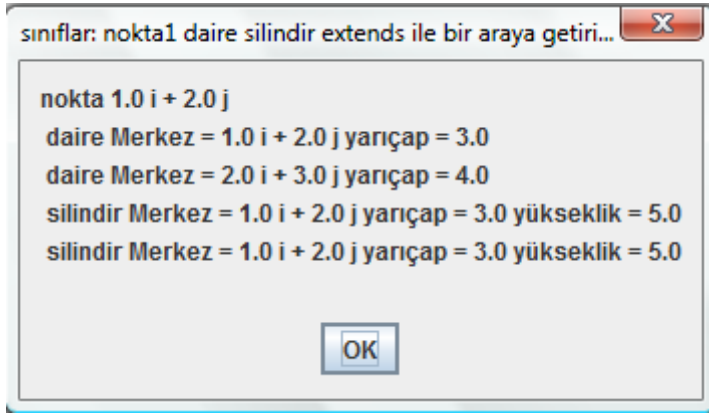 sınıflar: nokta1 daire silindir extends ile bir araya getiri...
nokta 1.0 i + 2.0 j
daire Merkez = 1.0 i + 2.0 j yarıçap = 3.0
daire Merkez = 2.0 i + 3.0 j yarıçap = 4.0
silindir Merkez = 1.0 i + 2.0 j yarıçap = 3.0 yükseklik = 5.0
silindir Merkez = 1.0 i + 2.0 j yarıçap = 3.0 yükseklik = 5.0
OK